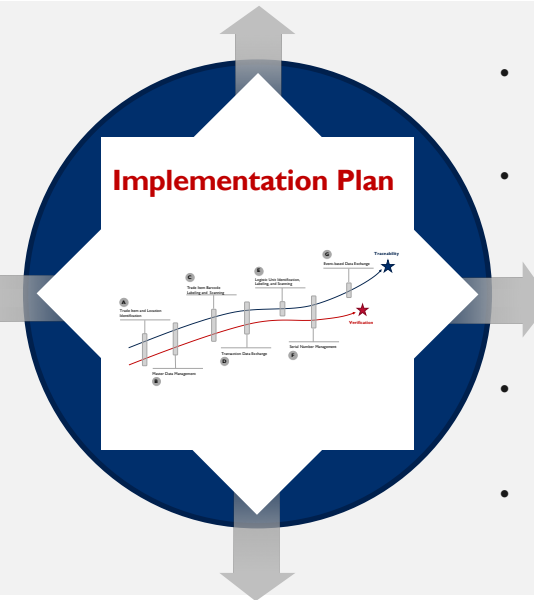 Implementation Plan
G
Traceability
Event-based Data Exchange
E
Logistic Unit Identification,
Labeling, and Scanning
C
Trade Item Barcode
Labeling and Scanning
A
Trade Item and Location
Identification
Verification
Serial Number Management
F
Transaction Data Exchange
D
Master Data Management
B